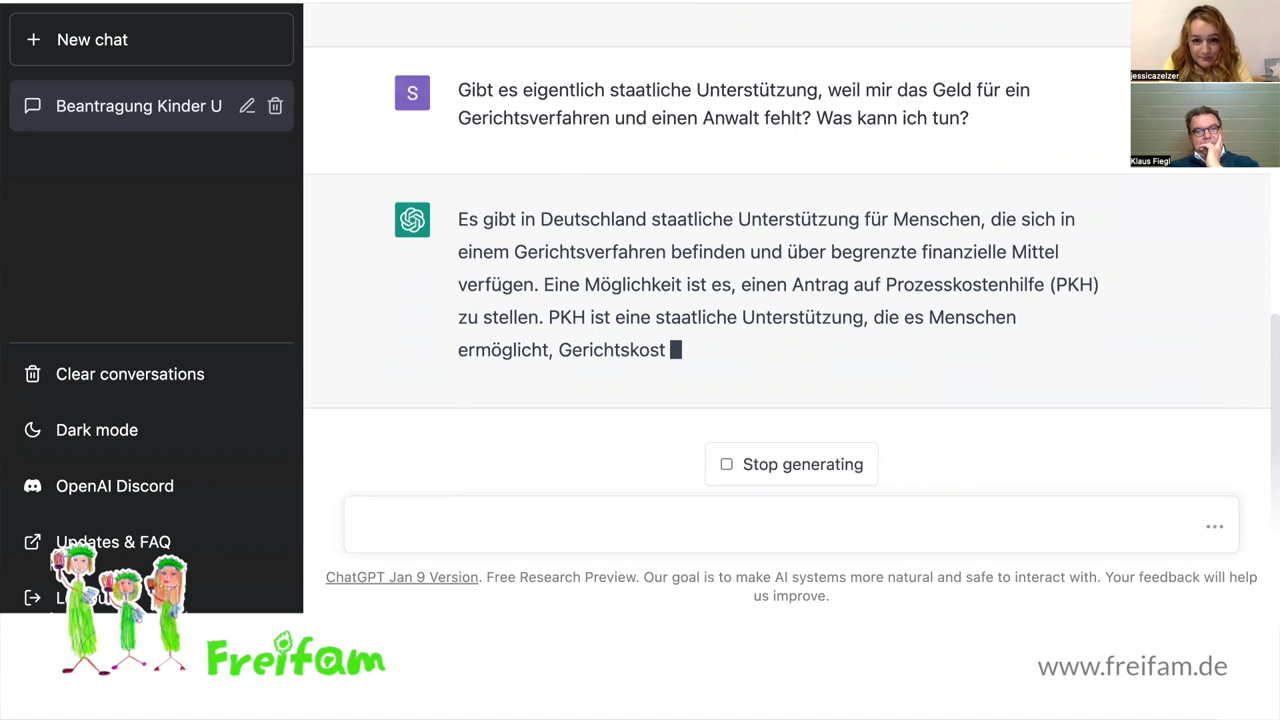 New chat
Beantragung Kinder U
Clear conversations
Dark mode
OpenAI Discord
Updates & FAQ
S
Gibt es eigentlich staatliche Unterstützung, weil mir das Geld für ein
Gerichtsverfahren und einen Anwalt fehlt? Was kann ich tun?
Es gibt in Deutschland staatliche Unterstützung für Menschen, die sich in
einem Gerichtsverfahren befinden und über begrenzte finanzielle Mittel
verfügen. Eine Möglichkeit ist es, einen Antrag auf Prozesskostenhilfe (PKH)
zu stellen. PKH ist eine staatliche Unterstützung, die es Menschen
ermöglicht, Gerichtskost
Stop generating
ChatGPT Jan 9 Version. Free Research Preview. Our goal is to make AI systems more natural and safe to interact with. Your feedback will help
us improve.
jessicazelzer
Klaus Fiegl
Freifam
www.freifam.de